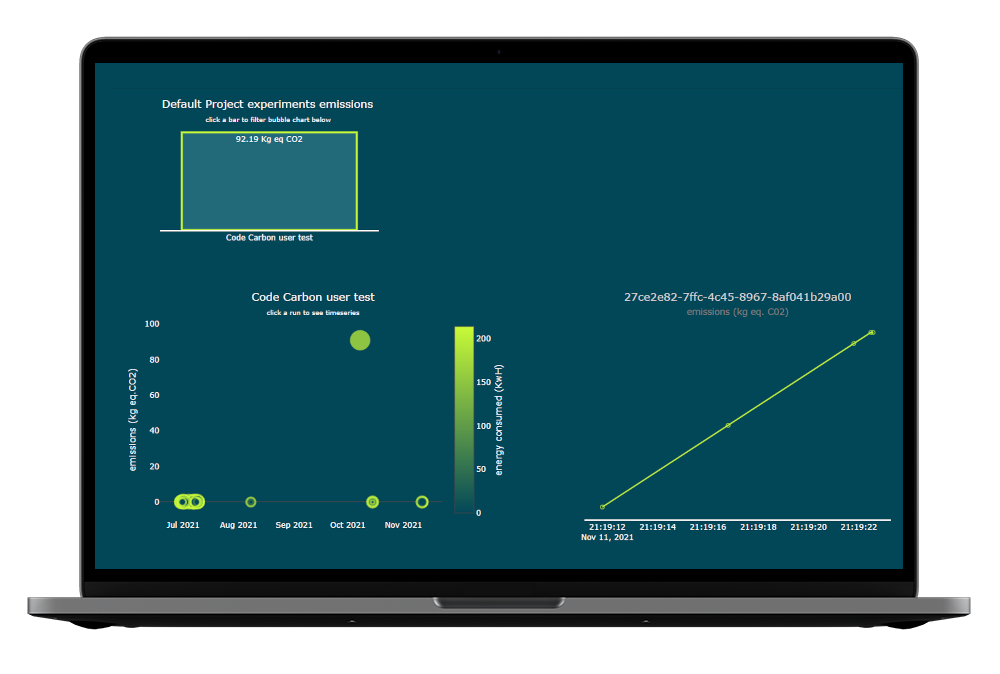 Default Project experiments emissions
click a bar to filter bubble chart below
92.19 Kg eq CO2
Code Carbon user test
Code Carbon user test
click a run to see timeseries
emissions (kg eq.CO2)
100
80
60
40
20
0
Jul 2021 Aug 2021 Sep 2021 Oct 2021 Nov 2021
200
150
100
50
0
energy consumed (KwH)
27ce2e82-7ffc-4c45-8967-8af041b29a00
emissions (kg eq. C02)
21:19:12 21:19:14 21:19:16 21:19:18 21:19:20 21:19:22
Nov 11, 2021